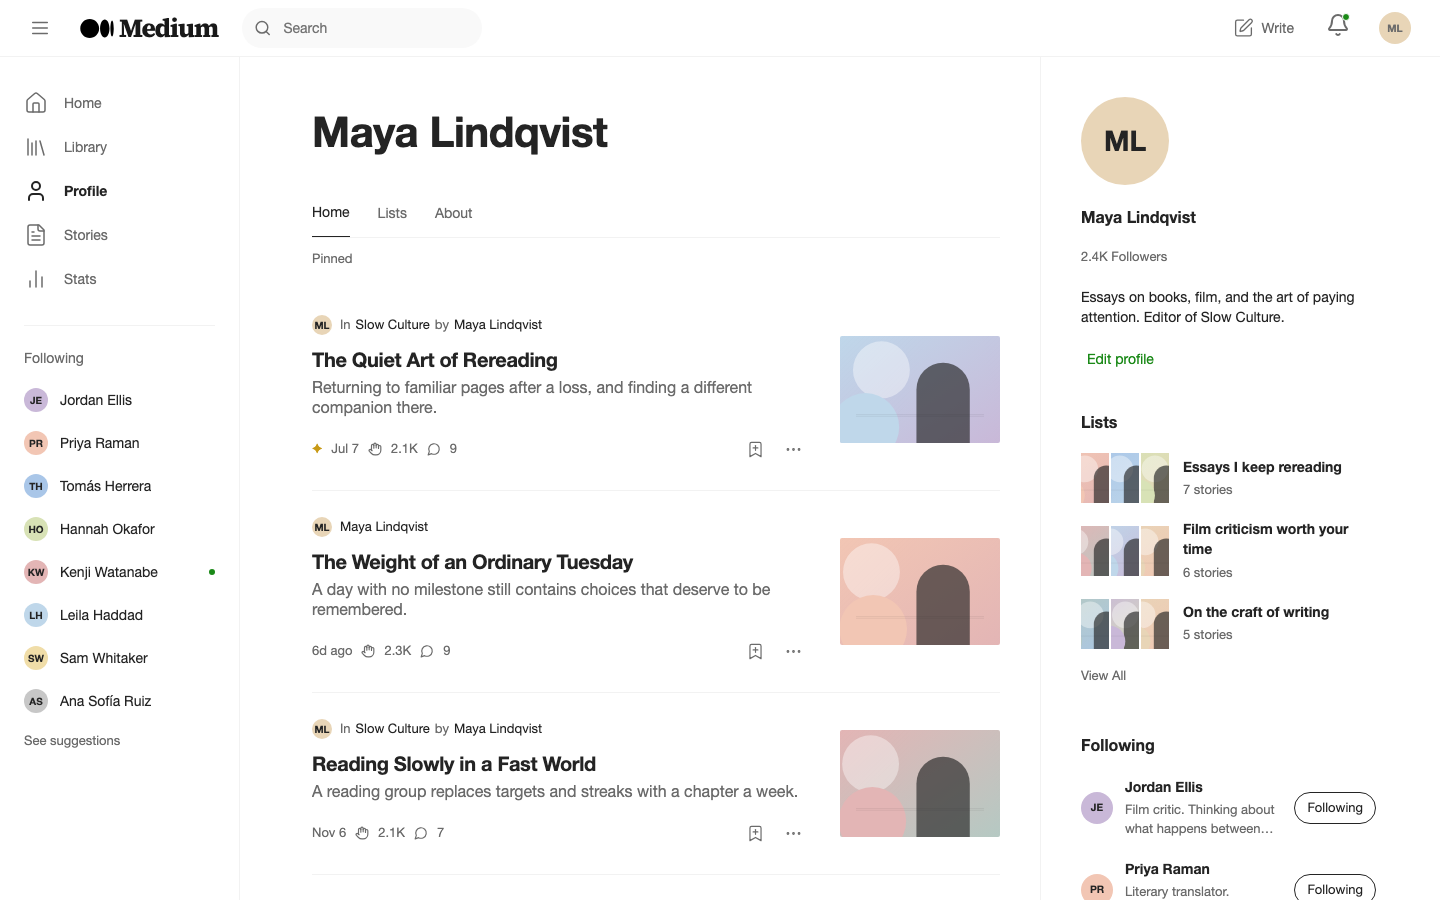 Medium
Search
Write
ML
Home
Library
Profile
Stories
Stats
Following
JE Jordan Ellis
PR Priya Raman
TH Tomás Herrera
HO Hannah Okafor
KW Kenji Watanabe
LH Leila Haddad
SW Sam Whitaker
AS Ana Sofía Ruiz
See suggestions
Maya Lindqvist
Home Lists About
Pinned
ML In Slow Culture by Maya Lindqvist
The Quiet Art of Rereading
Returning to familiar pages after a loss, and finding a different
companion there.
Jul 7 2.1K 9
ML Maya Lindqvist
The Weight of an Ordinary Tuesday
A day with no milestone still contains choices that deserve to be
remembered.
6d ago 2.3K 9
ML In Slow Culture by Maya Lindqvist
Reading Slowly in a Fast World
A reading group replaces targets and streaks with a chapter a week.
Nov 6 2.1K 7
ML
Maya Lindqvist
2.4K Followers
Essays on books, film, and the art of paying
attention. Editor of Slow Culture.
Edit profile
Lists
Essays I keep rereading
7 stories
Film criticism worth your
time
6 stories
On the craft of writing
5 stories
View All
Following
JE
Jordan Ellis
Film critic. Thinking about
what happens between…
Following
PR
Priya Raman
Literary translator.
Following